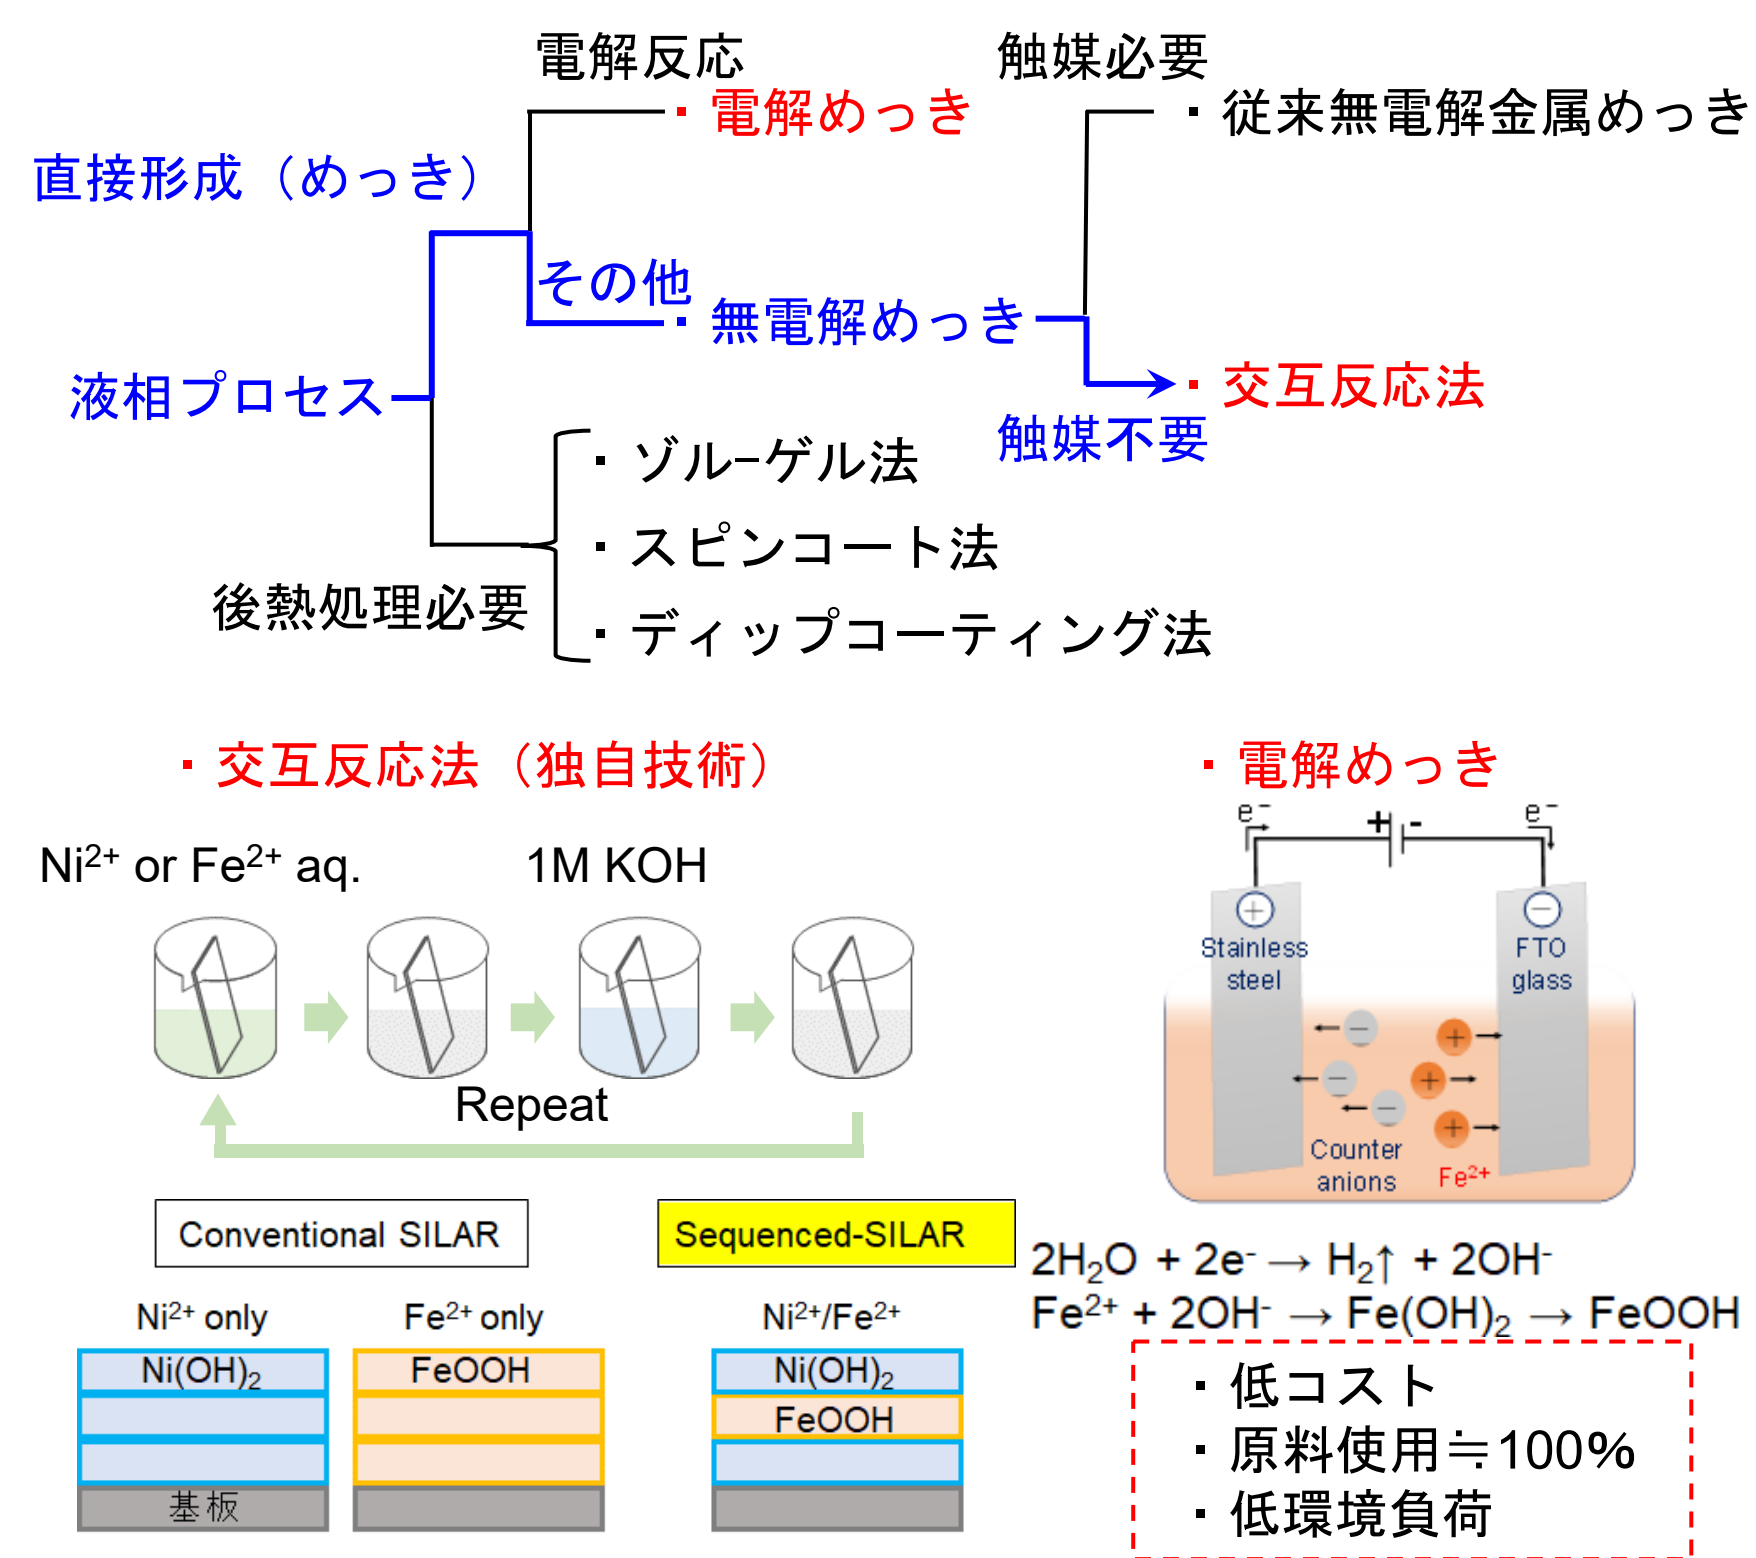 電解反応
触媒必要
・電解めっき
・従来無電解金属めっき
直接形成（めっき）
その他
・無電解めっき
液相プロセス
・交互反応法
触媒不要
・ゾルｰゲル法
・スピンコート法
後熱処理必要
・ディップコーティング法
・交互反応法（独自技術）
Ni²⁺ or Fe²⁺ aq.
1M KOH
Repeat
Conventional SILAR
Sequenced-SILAR
Ni²⁺ only
Fe²⁺ only
Ni²⁺/Fe²⁺
Ni(OH)₂
FeOOH
Ni(OH)₂
FeOOH
基板
・電解めっき
e⁻
+
-
e⁻
+
−
Stainless
steel
FTO
glass
−
+
−
+
−
+
Counter
anions
Fe²⁺
2H₂O + 2e⁻ → H₂↑ + 2OH⁻
Fe²⁺ + 2OH⁻ → Fe(OH)₂ → FeOOH
・低コスト
・原料使用≒100%
・低環境負荷